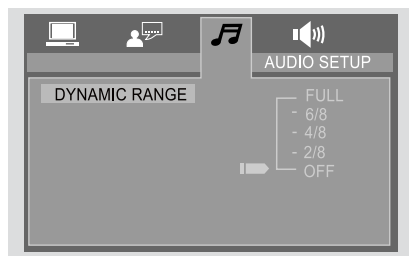 AUDIO SETUP
DYNAMIC RANGE
FULL
- 6/8
- 4/8
- 2/8
OFF